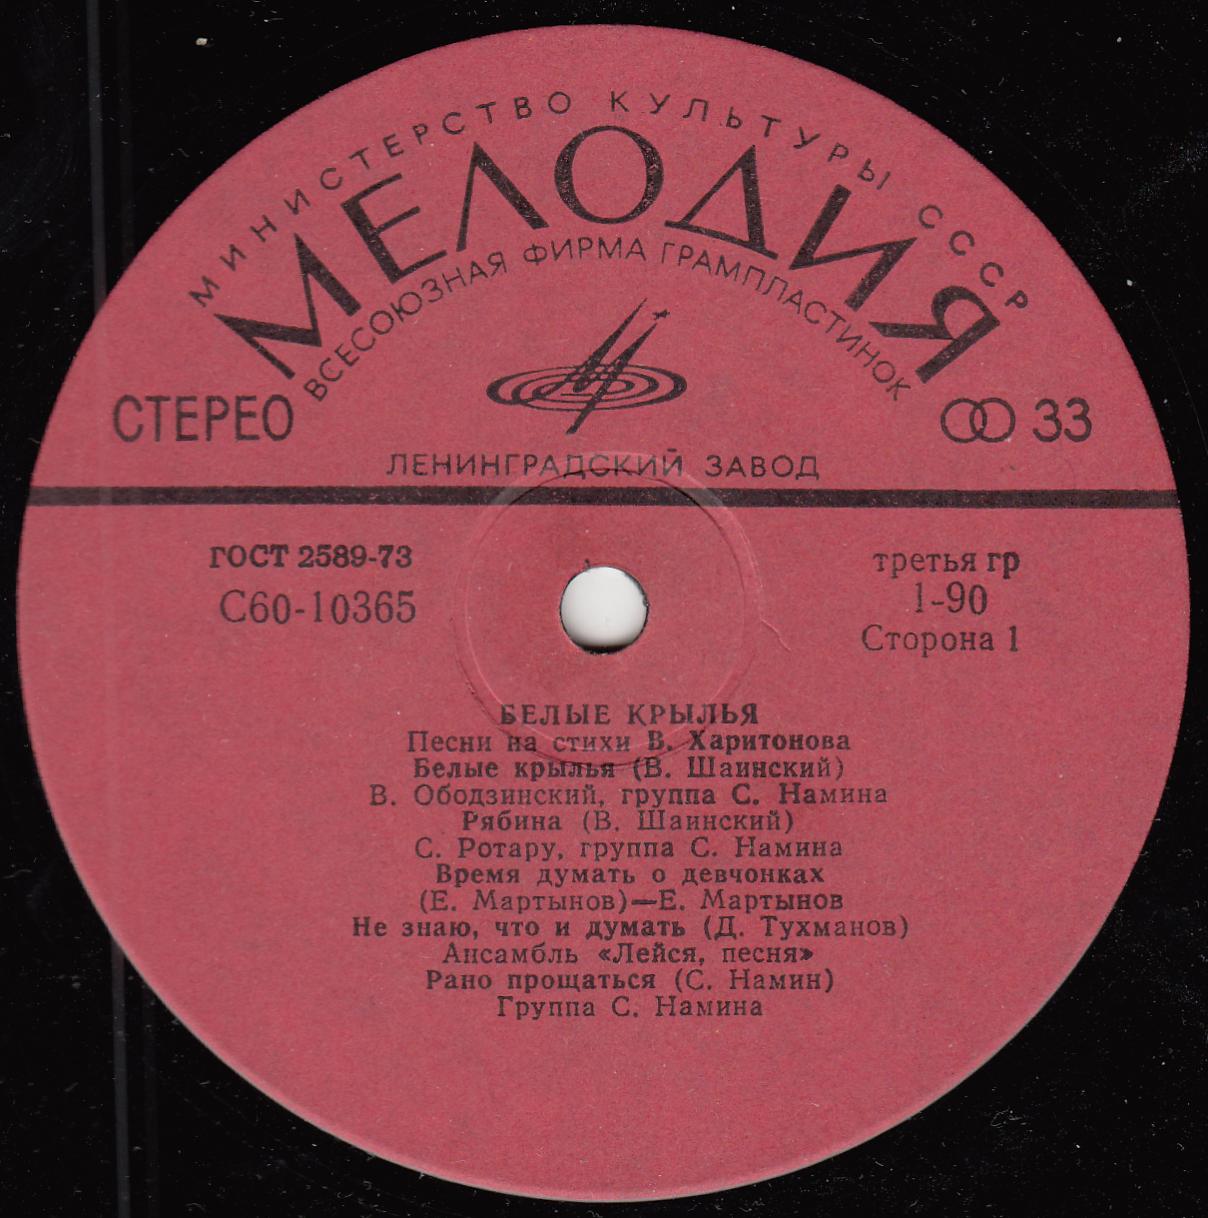 МИНИСТЕРСТВО КУЛЬТУРЫ СССР
МЕЛОДИЯ
ВСЕСОЮЗНАЯ ФИРМА ГРАМПЛАСТИНОК
СТЕРЕО
33
ЛЕНИНГРАДСКИЙ ЗАВОД
ГОСТ 2589-73
третья гр
С60-10365
1-90
Сторона 1
БЕЛЫЕ КРЫЛЬЯ
Песни на стихи В. Харитонова
Белые крылья (В. Шаинский)
В. Ободзинский, группа С. Намина
Рябина (В. Шаинский)
С. Ротару, группа С. Намина
Время думать о девчонках
(Е. Мартынов)—Е. Мартынов
Не знаю, что и думать (Д. Тухманов)
Ансамбль «Лейся, песня»
Рано прощаться (С. Намин)
Группа С. Намина